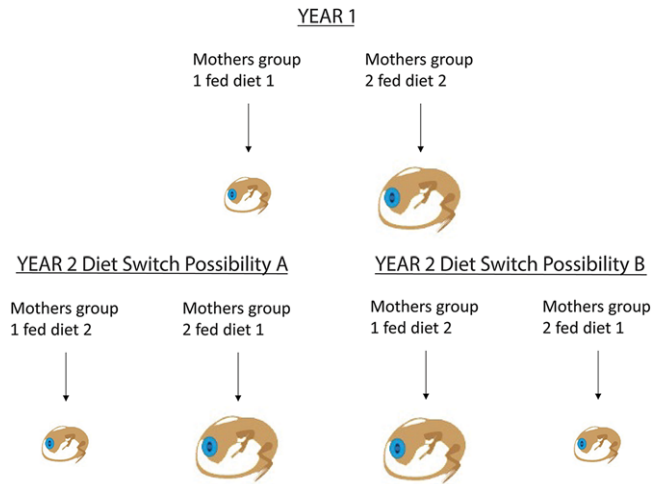 YEAR 1
Mothers group
1 fed diet 1
Mothers group
2 fed diet 2
YEAR 2 Diet Switch Possibility A
Mothers group
1 fed diet 2
Mothers group
2 fed diet 1
YEAR 2 Diet Switch Possibility B
Mothers group
1 fed diet 2
Mothers group
2 fed diet 1